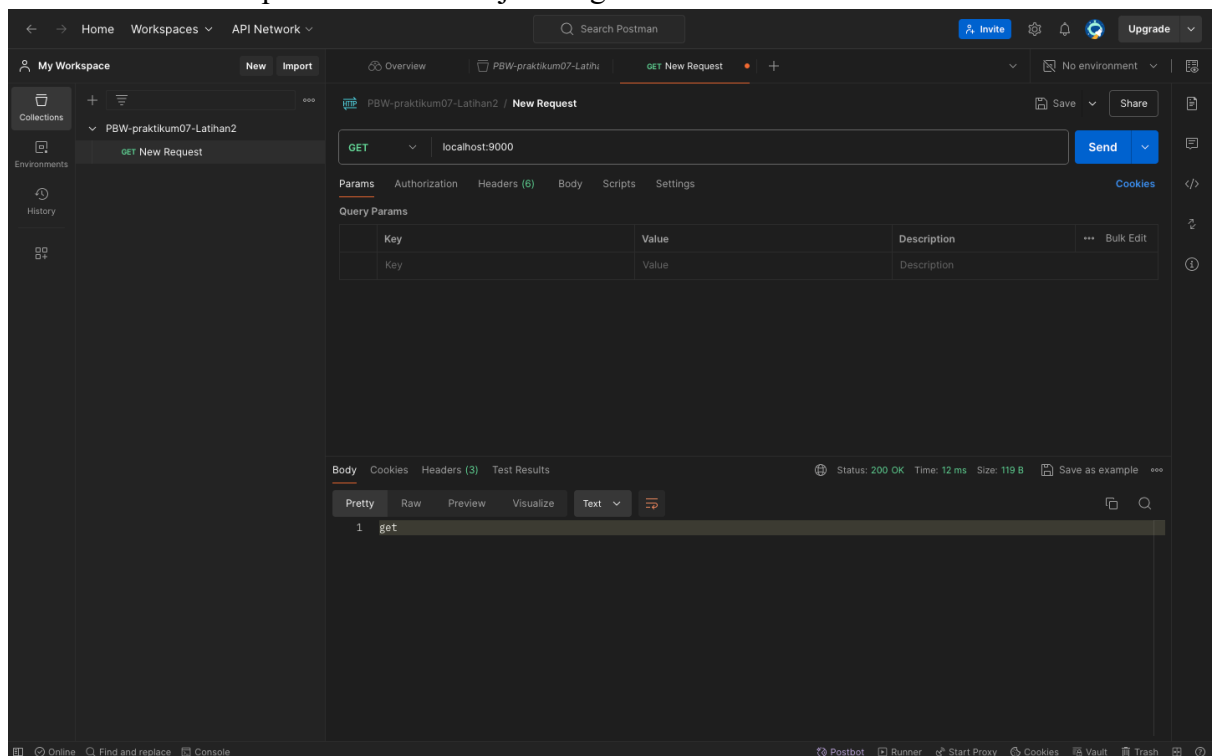 Home Workspaces API Network Search Postman Invite Upgrade
My Workspace New Import Overview PBW-praktikum07-Latihi GET New Request + No environment
Collections
HTTP PBW-praktikum07-Latihan2 / New Request Save Share
PBW-praktikum07-Latihan2
GET New Request
Environments
History
GET localhost:9000 Send
Params Authorization Headers (6) Body Scripts Settings Cookies
Query Params
Key Value Description Bulk Edit
Key Value Description
Body Cookies Headers (3) Test Results Status: 200 OK Time: 12 ms Size: 119 B Save as example
Pretty Raw Preview Visualize Text
1 get
Online Find and replace Console Postbot Runner Start Proxy Cookies Vault Trash